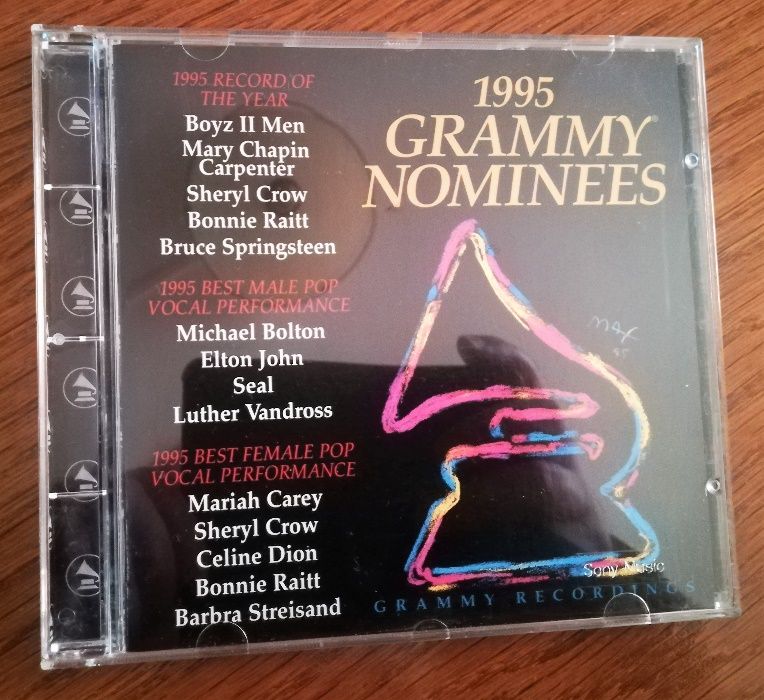 1995 RECORD OF
THE YEAR
Boyz II Men
Mary Chapin
Carpenter
Sheryl Crow
Bonnie Raitt
Bruce Springsteen
1995 BEST MALE POP
VOCAL PERFORMANCE
Michael Bolton
Elton John
Seal
Luther Vandross
1995 BEST FEMALE POP
VOCAL PERFORMANCE
Mariah Carey
Sheryl Crow
Celine Dion
Bonnie Raitt
Barbra Streisand
1995
GRAMMY®
NOMINEES
MAX
95
Sony Music
GRAMMY RECORDINGS